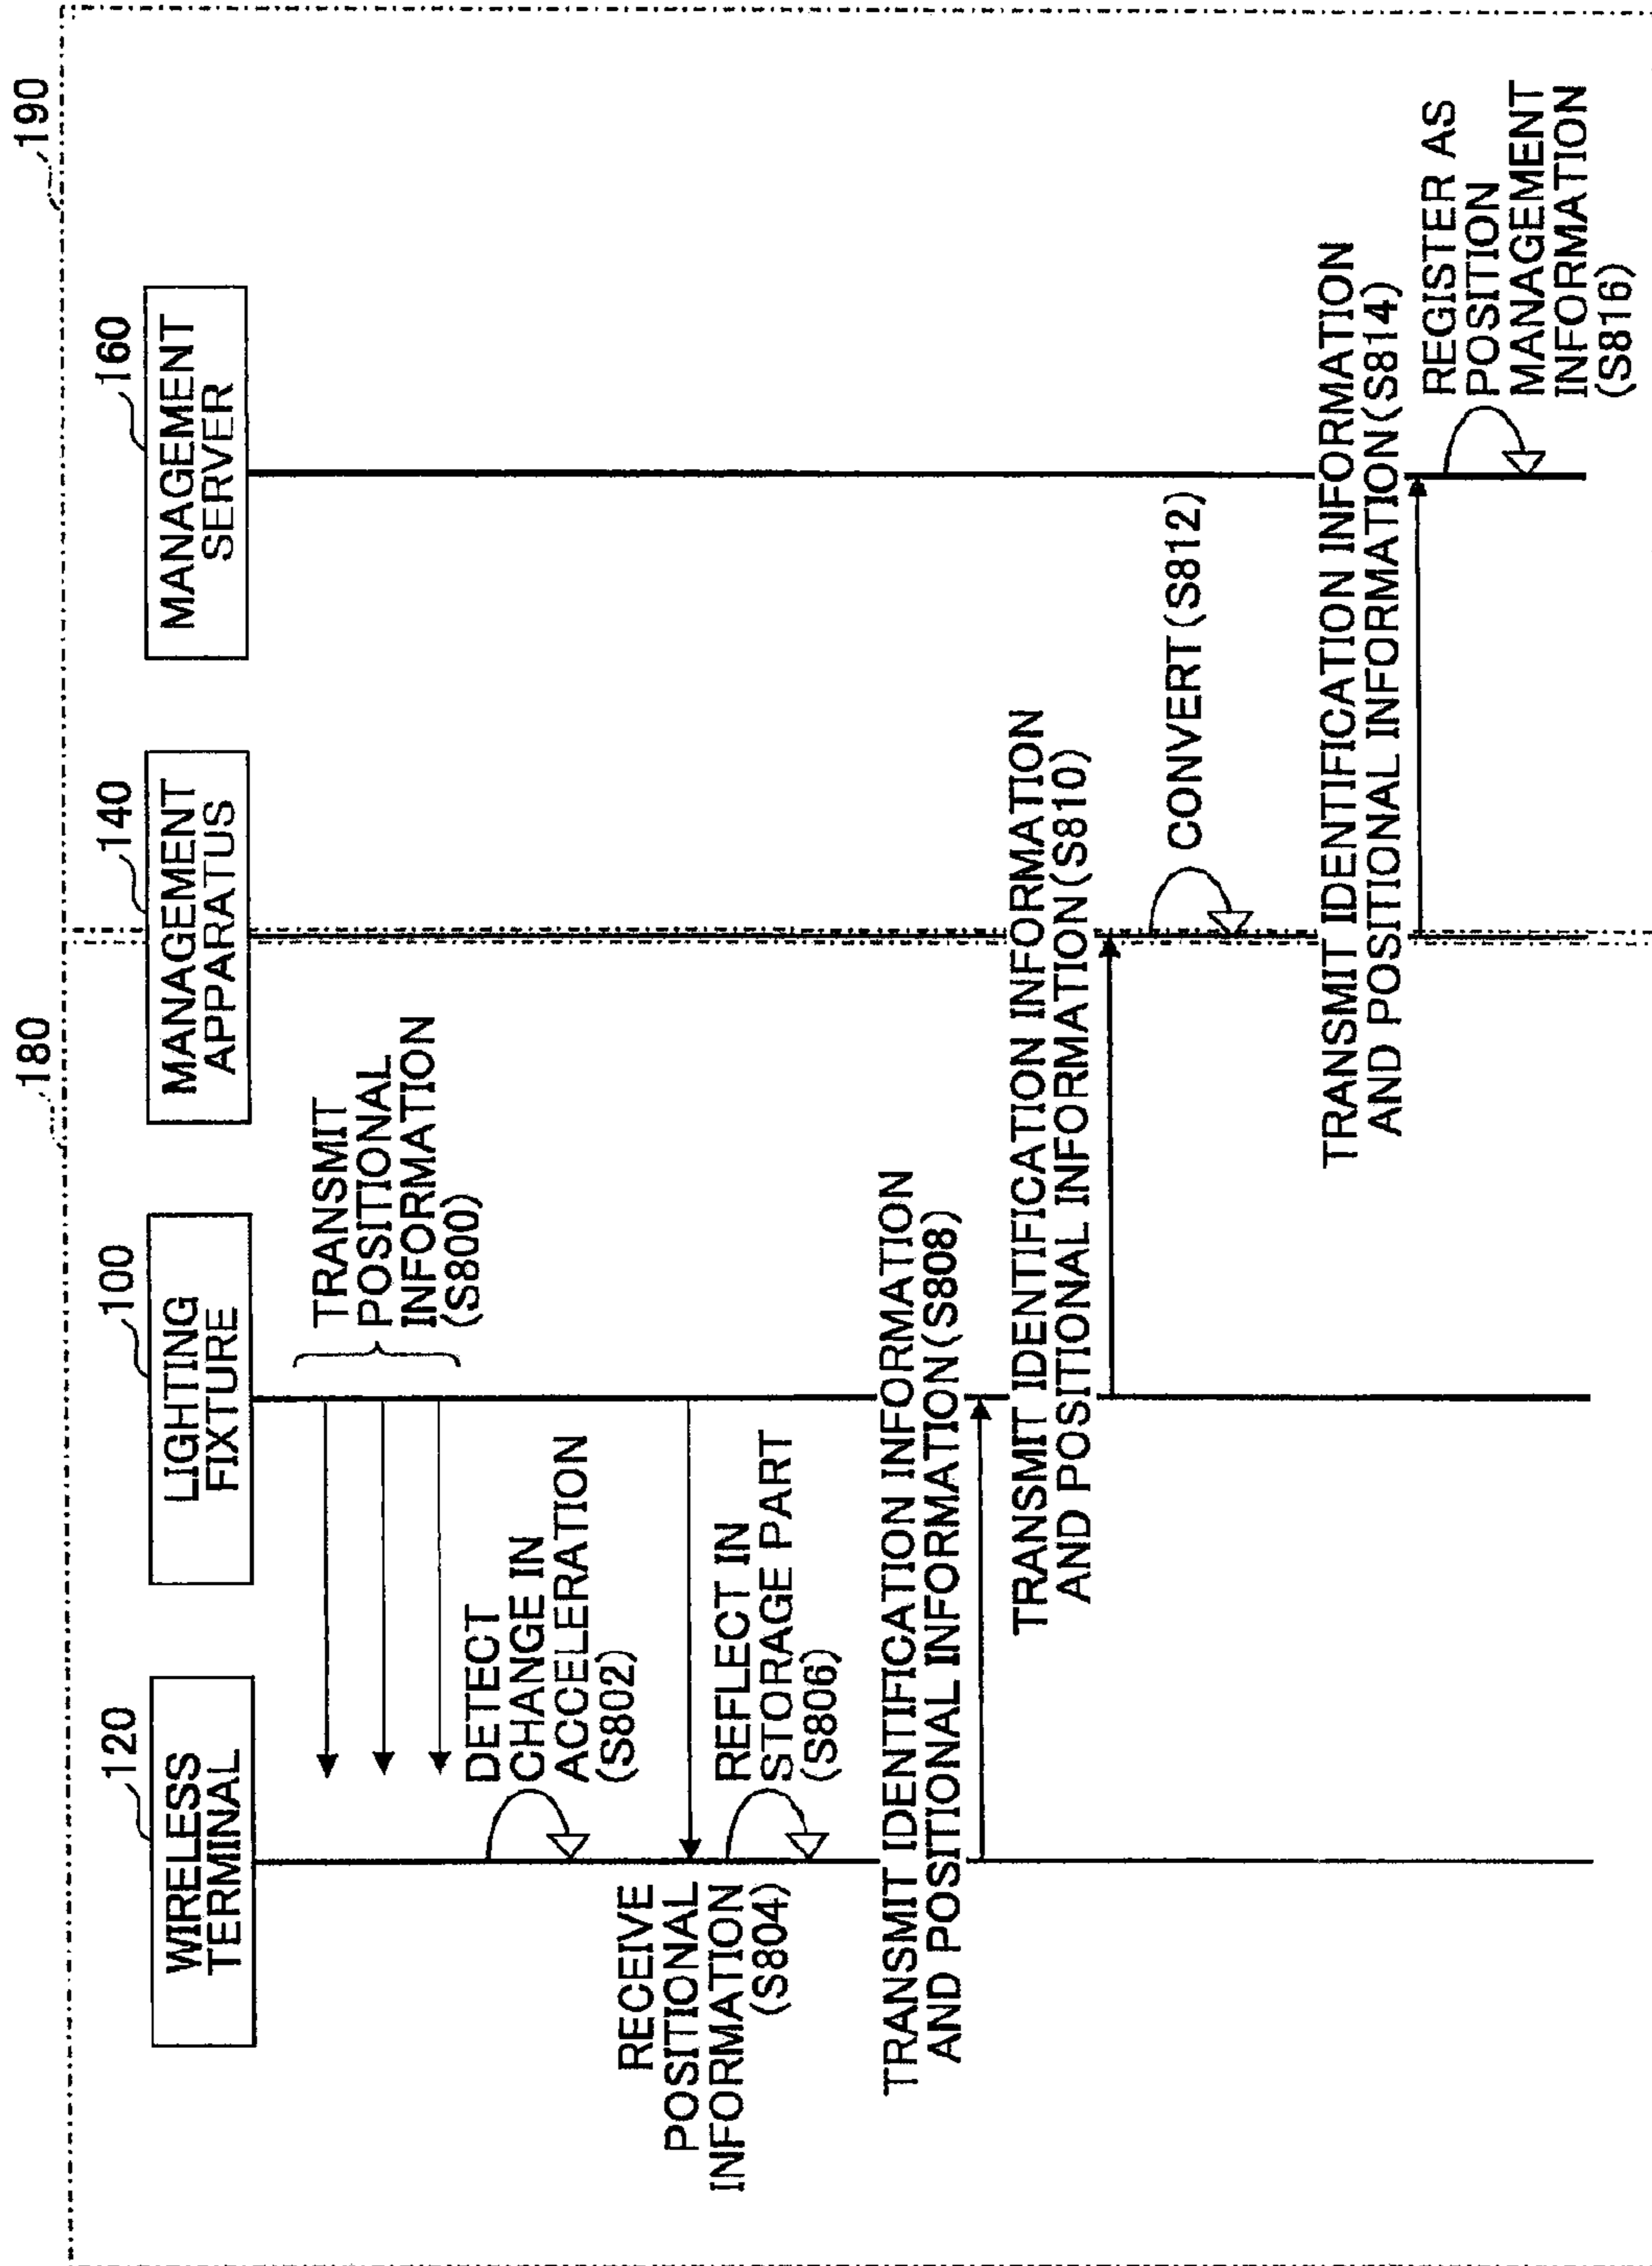 180
190
120
WIRELESS
TERMINAL
100
LIGHTING
FIXTURE
140
MANAGEMENT
APPARATUS
160
MANAGEMENT
SERVER
TRANSMIT
POSITIONAL
INFORMATION
(S800)
DETECT
CHANGE IN
ACCELERATION
(S802)
RECEIVE
POSITIONAL
INFORMATION
(S804)
REFLECT IN
STORAGE PART
(S806)
TRANSMIT IDENTIFICATION INFORMATION
AND POSITIONAL INFORMATION(S808)
TRANSMIT IDENTIFICATION INFORMATION
AND POSITIONAL INFORMATION(S810)
CONVERT(S812)
TRANSMIT IDENTIFICATION INFORMATION
AND POSITIONAL INFORMATION(S814)
REGISTER AS
POSITION
MANAGEMENT
INFORMATION
(S816)